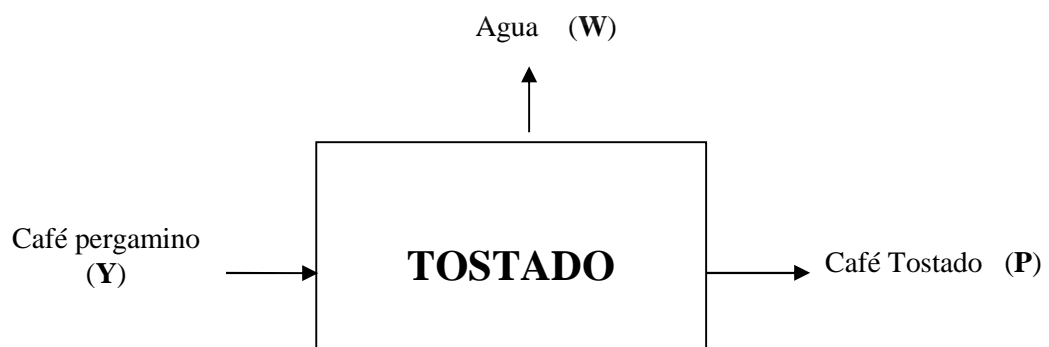 Agua (W)
Café pergamino
(Y)
TOSTADO
Café Tostado (P)